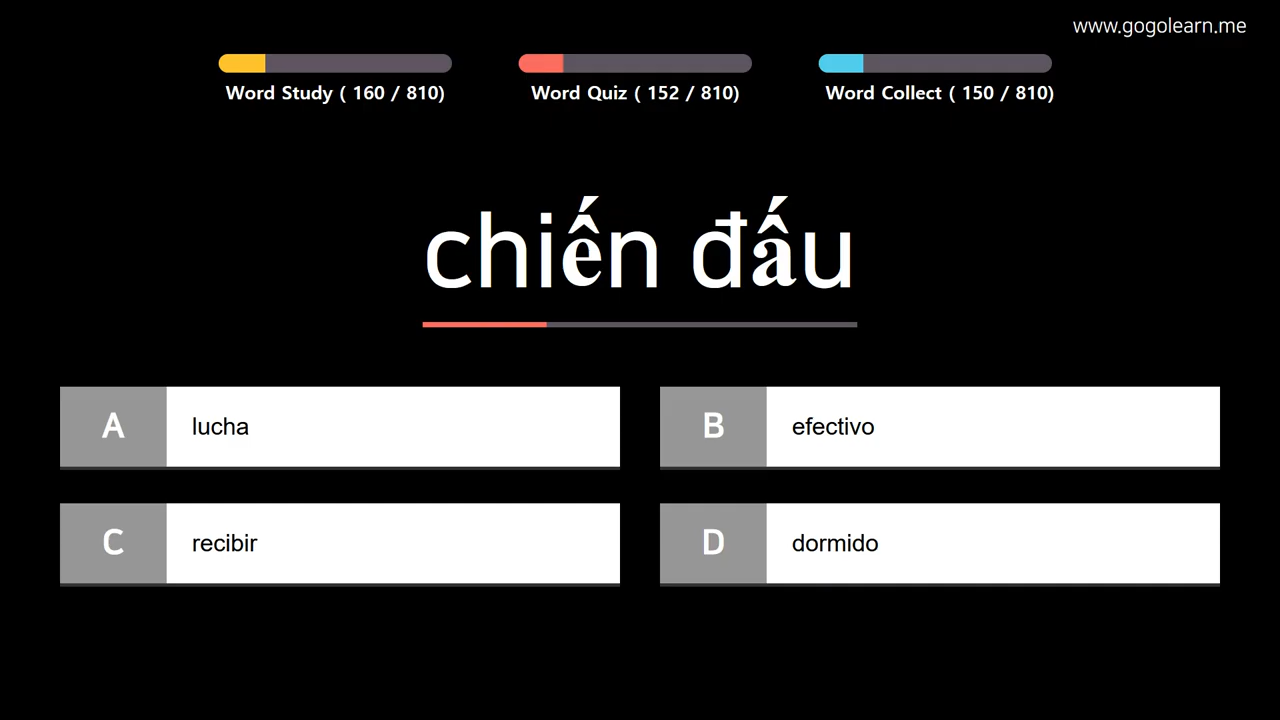 www.gogolearn.me
Word Study ( 160 / 810)
Word Quiz ( 152 / 810)
Word Collect ( 150 / 810)
chiến đấu
A lucha
B efectivo
C recibir
D dormido